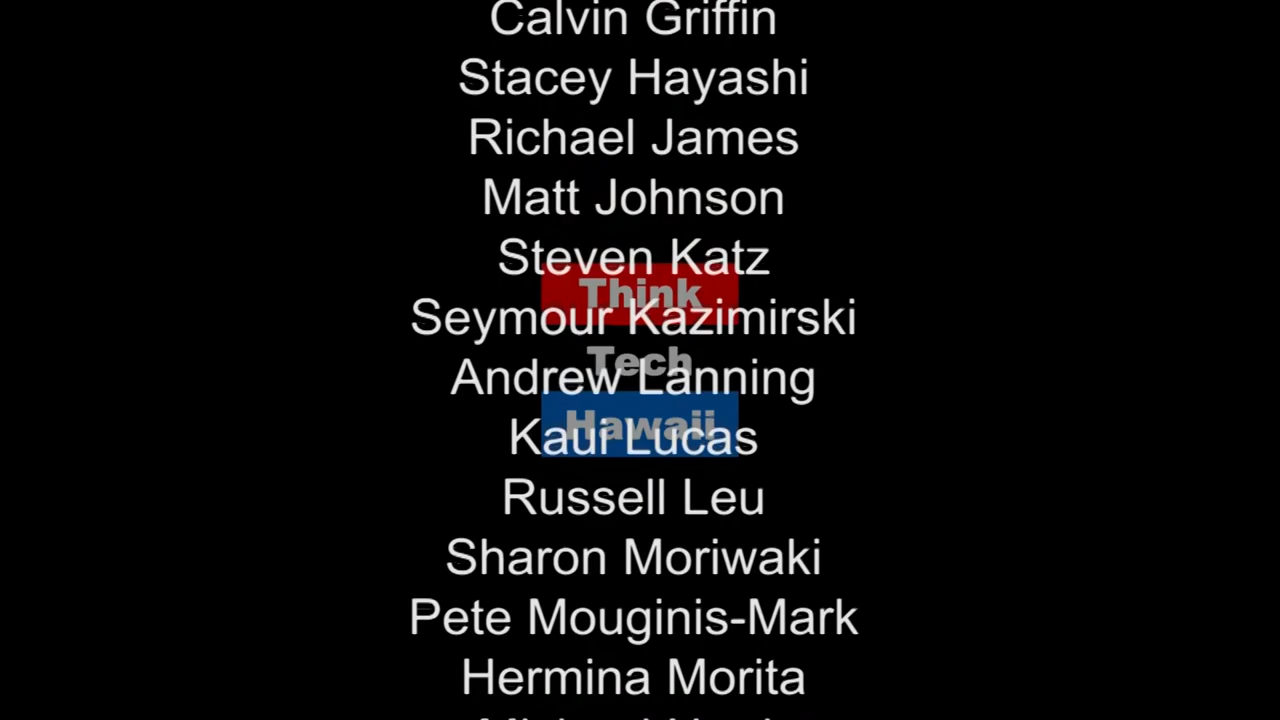 Calvin Griffin
Stacey Hayashi
Richael James
Matt Johnson
Steven Katz
Think
Seymour Kazimirski
Tech
Andrew Lanning
Hawaii
Kaui Lucas
Russell Leu
Sharon Moriwaki
Pete Mouginis-Mark
Hermina Morita